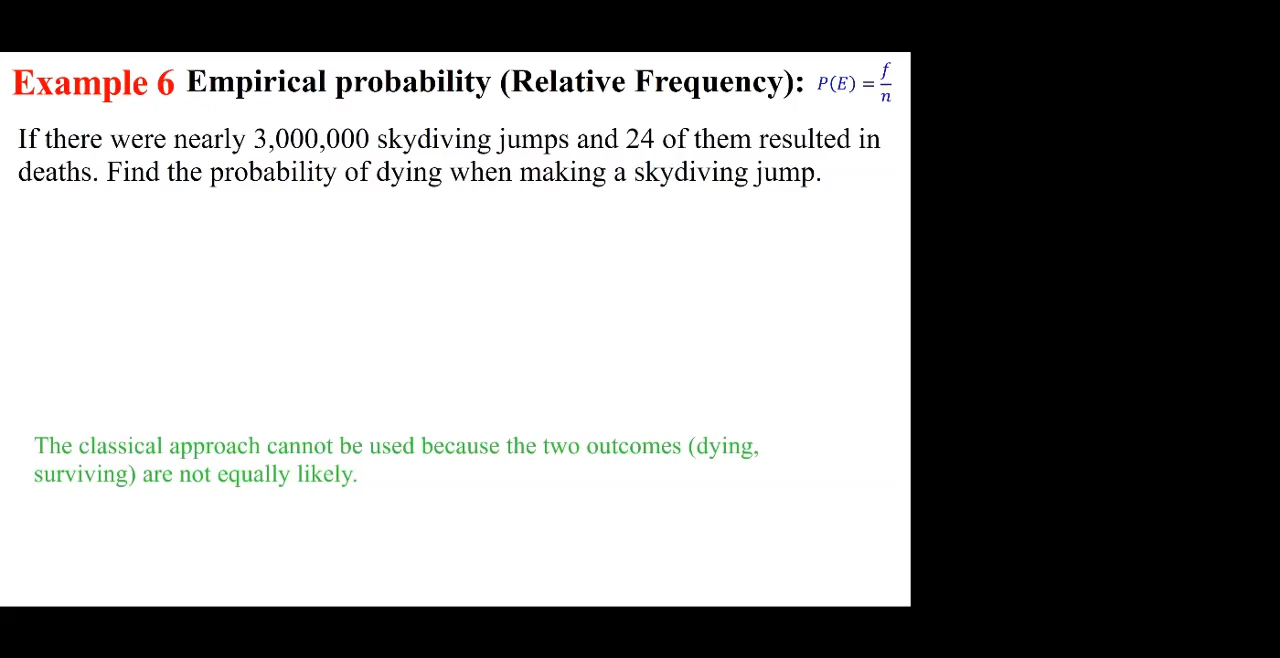 Example 6 Empirical probability (Relative Frequency): P(E) = f/n
If there were nearly 3,000,000 skydiving jumps and 24 of them resulted in
deaths. Find the probability of dying when making a skydiving jump.
The classical approach cannot be used because the two outcomes (dying,
surviving) are not equally likely.